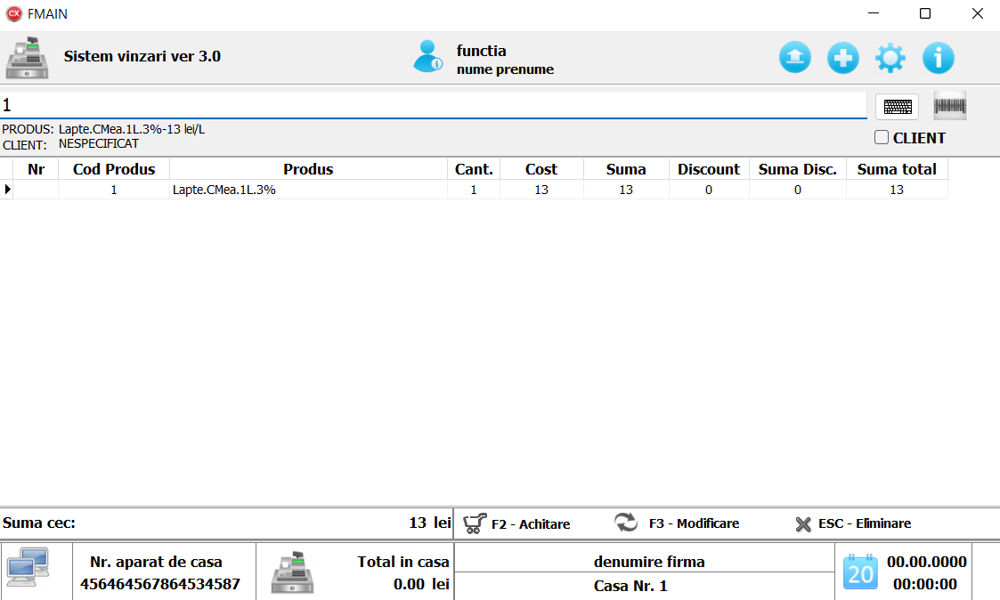 CX FMAIN
Sistem vinzari ver 3.0
functia
nume prenume
1
PRODUS: Lapte.CMea.1L.3%-13 lei/L
CLIENT: NESPECIFICAT
CLIENT
Nr Cod Produs Produs Cant. Cost Suma Discount Suma Disc. Suma total
1 Lapte.CMea.1L.3% 1 13 13 0 0 13
Suma cec: 13 lei
F2 - Achitare
F3 - Modificare
ESC - Eliminare
Nr. aparat de casa
456464567864534587
Total in casa
0.00 lei
denumire firma
Casa Nr. 1
20
00.00.0000
00:00:00